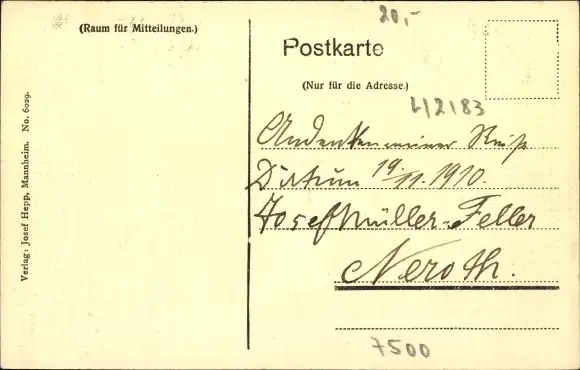 (Raum für Mitteilungen.)
Verlag: Josef Hepp, Mannheim. No. 6029.
20,-
Postkarte
(Nur für die Adresse.)
4/2183
Andenken meiner Reise
Datum 19./11. 1910.
Josef Müller-Feller
Neroth.
7500